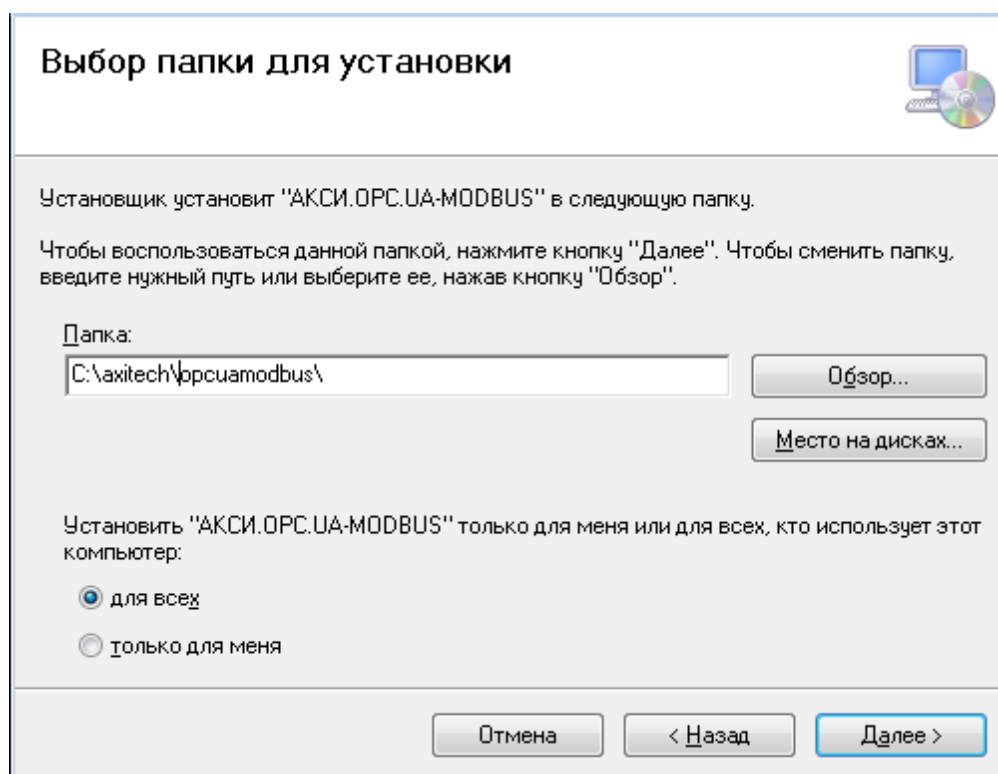 Выбор папки для установки
Установщик установит "АКСИ.OPC.UA-MODBUS" в следующую папку.
Чтобы воспользоваться данной папкой, нажмите кнопку "Далее". Чтобы сменить папку,
введите нужный путь или выберите ее, нажав кнопку "Обзор".
Папка:
C:\axitech\opcuamodbus\
Обзор...
Место на дисках...
Установить "АКСИ.OPC.UA-MODBUS" только для меня или для всех, кто использует этот
компьютер:
для всех
только для меня
Отмена
< Назад
Далее >